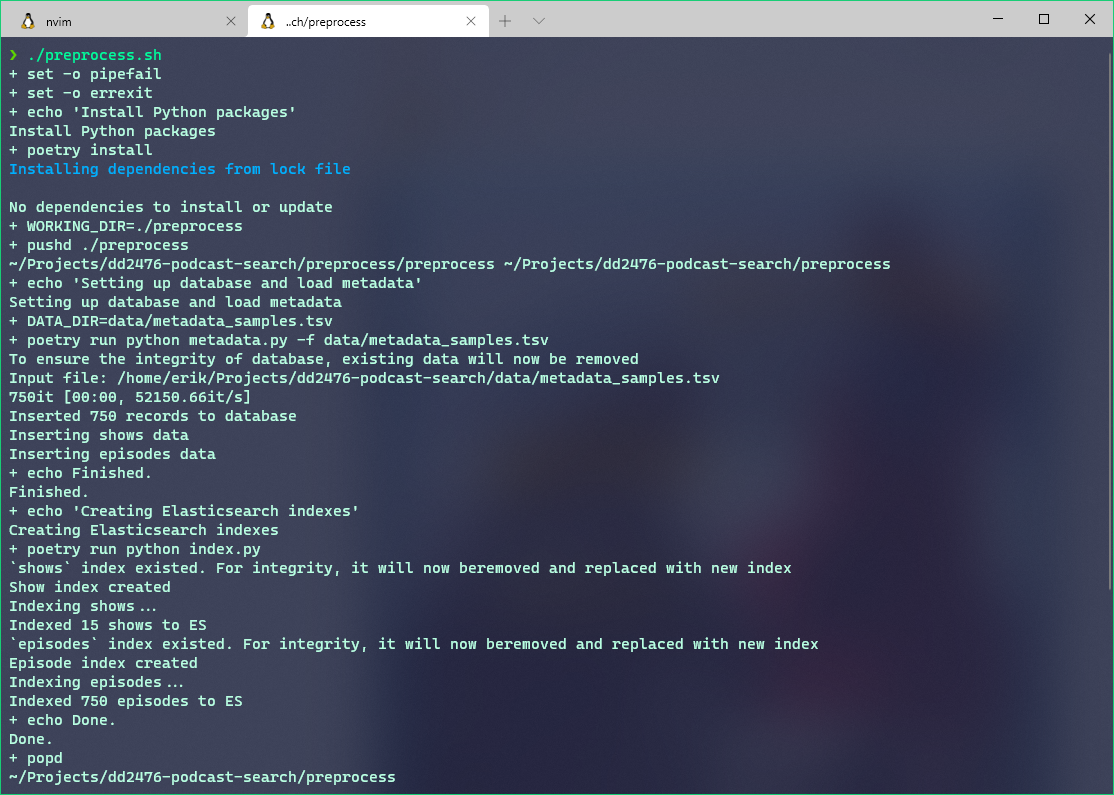 nvim
..ch/preprocess
❯ ./preprocess.sh
+ set -o pipefail
+ set -o errexit
+ echo 'Install Python packages'
Install Python packages
+ poetry install
Installing dependencies from lock file
No dependencies to install or update
+ WORKING_DIR=./preprocess
+ pushd ./preprocess
~/Projects/dd2476-podcast-search/preprocess/preprocess ~/Projects/dd2476-podcast-search/preprocess
+ echo 'Setting up database and load metadata'
Setting up database and load metadata
+ DATA_DIR=data/metadata_samples.tsv
+ poetry run python metadata.py -f data/metadata_samples.tsv
To ensure the integrity of database, existing data will now be removed
Input file: /home/erik/Projects/dd2476-podcast-search/data/metadata_samples.tsv
750it [00:00, 52150.66it/s]
Inserted 750 records to database
Inserting shows data
Inserting episodes data
+ echo Finished.
Finished.
+ echo 'Creating Elasticsearch indexes'
Creating Elasticsearch indexes
+ poetry run python index.py
`shows` index existed. For integrity, it will now beremoved and replaced with new index
Show index created
Indexing shows...
Indexed 15 shows to ES
`episodes` index existed. For integrity, it will now beremoved and replaced with new index
Episode index created
Indexing episodes...
Indexed 750 episodes to ES
+ echo Done.
Done.
+ popd
~/Projects/dd2476-podcast-search/preprocess